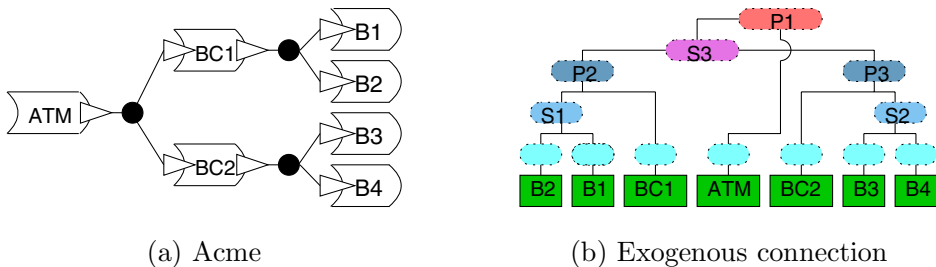 B1
BC1
B2
ATM
B3
BC2
B4
(a) Acme
P1
S3
P2
P3
S1
S2
B2 B1 BC1 ATM BC2 B3 B4
(b) Exogenous connection